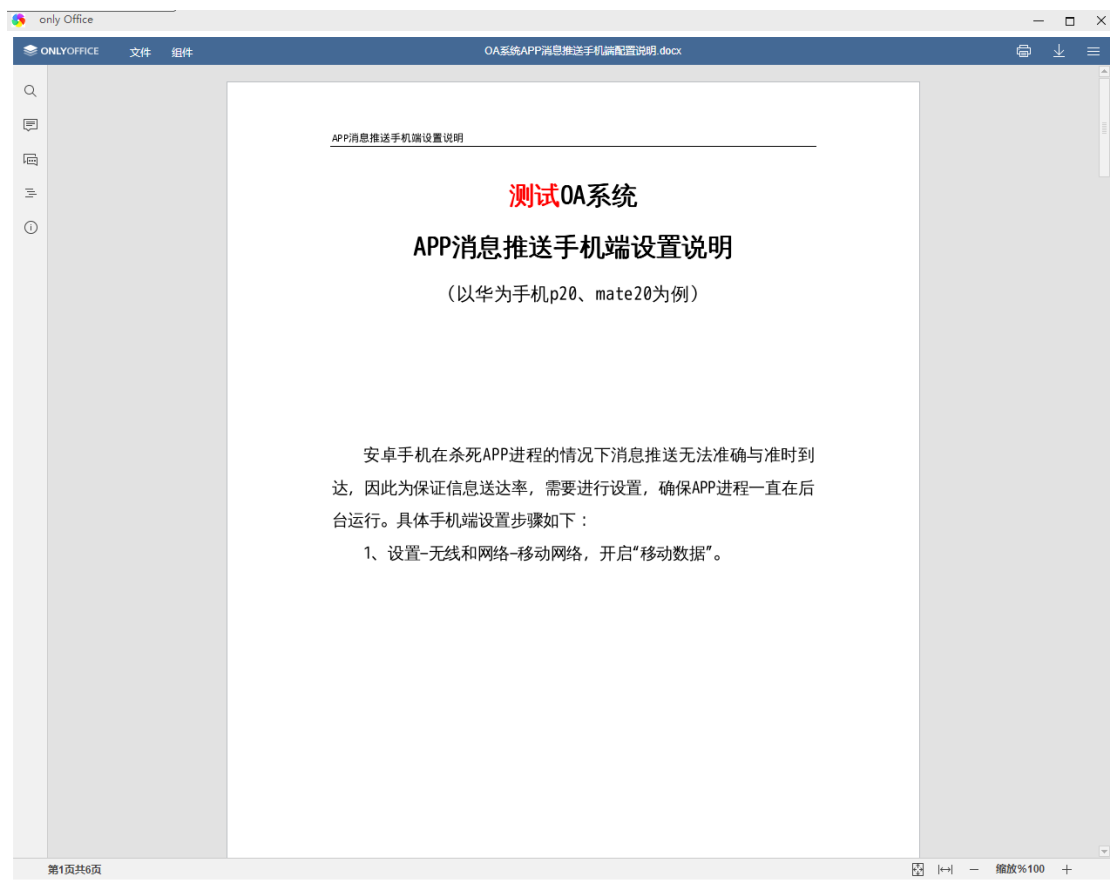 only Office
ONLYOFFICE 文件 组件 OA系统APP消息推送手机端配置说明.docx
APP消息推送手机端设置说明
测试OA系统
APP消息推送手机端设置说明
（以华为手机p20、mate20为例）
安卓手机在杀死APP进程的情况下消息推送无法准确与准时到
达，因此为保证信息送达率，需要进行设置，确保APP进程一直在后
台运行。具体手机端设置步骤如下：
1、设置-无线和网络-移动网络，开启“移动数据”。
第1页共6页 缩放%100